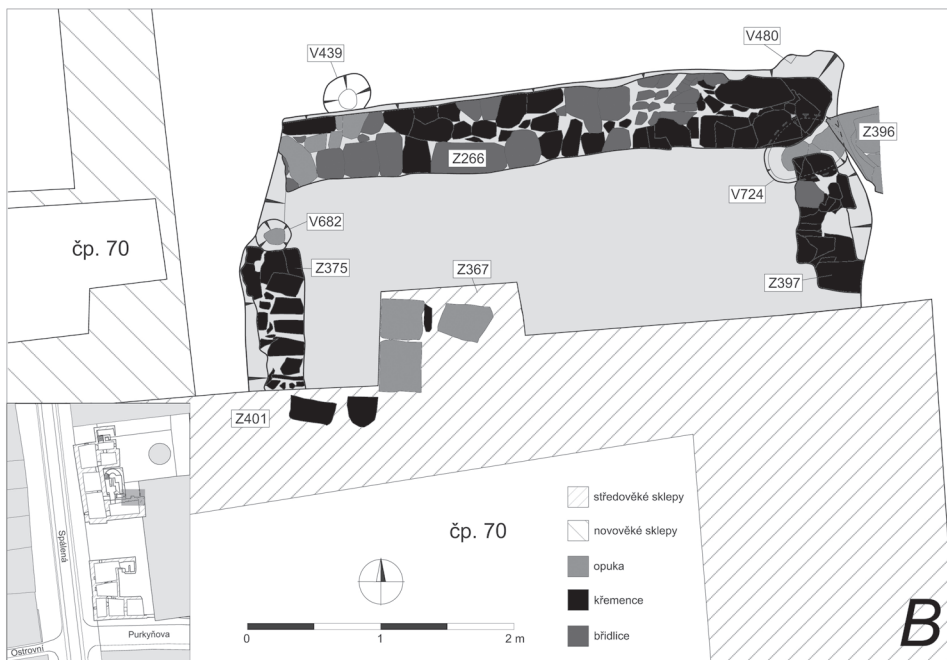 V439
V480
Z396
Z266
V724
čp. 70
V682
Z375
Z367
Z397
Z401
středověké sklepy
novověké sklepy
čp. 70
opuka
křemence
břidlice
0 1 2 m
B
Spálená
Purkyňova
Ostrovní